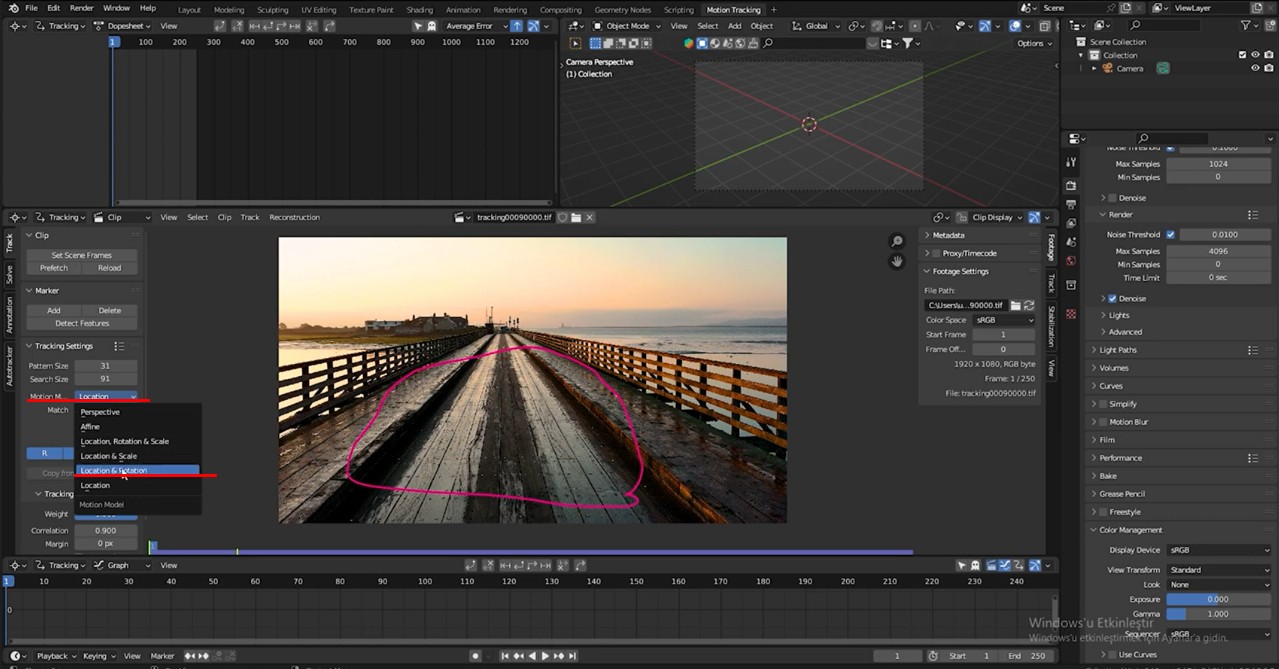 File Edit Render Window Help Layout Modeling Sculpting UV Editing Texture Paint Shading Animation Rendering Compositing Geometry Nodes Scripting Motion Tracking + Scene ViewLayer
Tracking Dopesheet View Average Error
Object Mode View Select Add Object Global
Options
1 100 200 300 400 500 600 700 800 900 1000 1100 1200
Camera Perspective
(1) Collection
Scene Collection
Collection
Camera
Tracking Clip View Select Clip Track Reconstruction tracking00090000.tif Clip Display
Track
Solve
Annotation
Autotracker
Clip
Set Scene Frames
Prefetch Reload
Marker
Add Delete
Detect Features
Tracking Settings
Pattern Size 31
Search Size 91
Motion M... Location
Match
Perspective
Affine
Location, Rotation & Scale
Location & Scale
Location & Rotation
Location
Motion Model
R
Copy from
Tracking
Weight
Correlation 0.900
Margin 0 px
Metadata
Proxy/Timecode
Footage Settings
File Path:
C:\Users\u...90000.tif
Color Space sRGB
Start Frame 1
Frame Off... 0
1920 x 1080, RGB byte
Frame: 1 / 250
File: tracking00090000.tif
Footage
Track
Stabilization
View
Noise Threshold 0.1000
Max Samples 1024
Min Samples 0
Denoise
Render
Noise Threshold 0.0100
Max Samples 4096
Min Samples 0
Time Limit 0 sec
Denoise
Lights
Advanced
Light Paths
Volumes
Curves
Simplify
Motion Blur
Film
Performance
Bake
Grease Pencil
Freestyle
Color Management
Display Device sRGB
View Transform Standard
Look None
Exposure 0.000
Gamma 1.000
Sequencer sRGB
Use Curves
Windows'u Etkinleştir
Windows'u etkinleştirmek için Ayarlar'a gidin.
1
Tracking Graph View
1 10 20 30 40 50 60 70 80 90 100 110 120 130 140 150 160 170 180 190 200 210 220 230 240
0
Playback Keying View Marker 1 Start 1 End 250